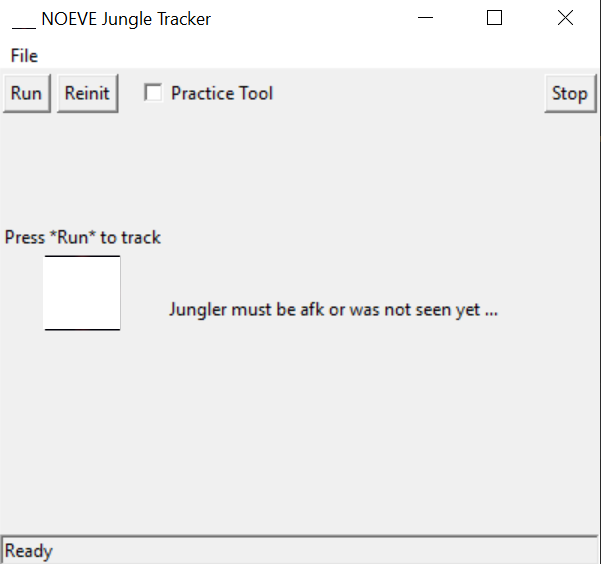 ___ NOEVE Jungle Tracker
File
Run Reinit Practice Tool Stop
Press *Run* to track
Jungler must be afk or was not seen yet ...
Ready